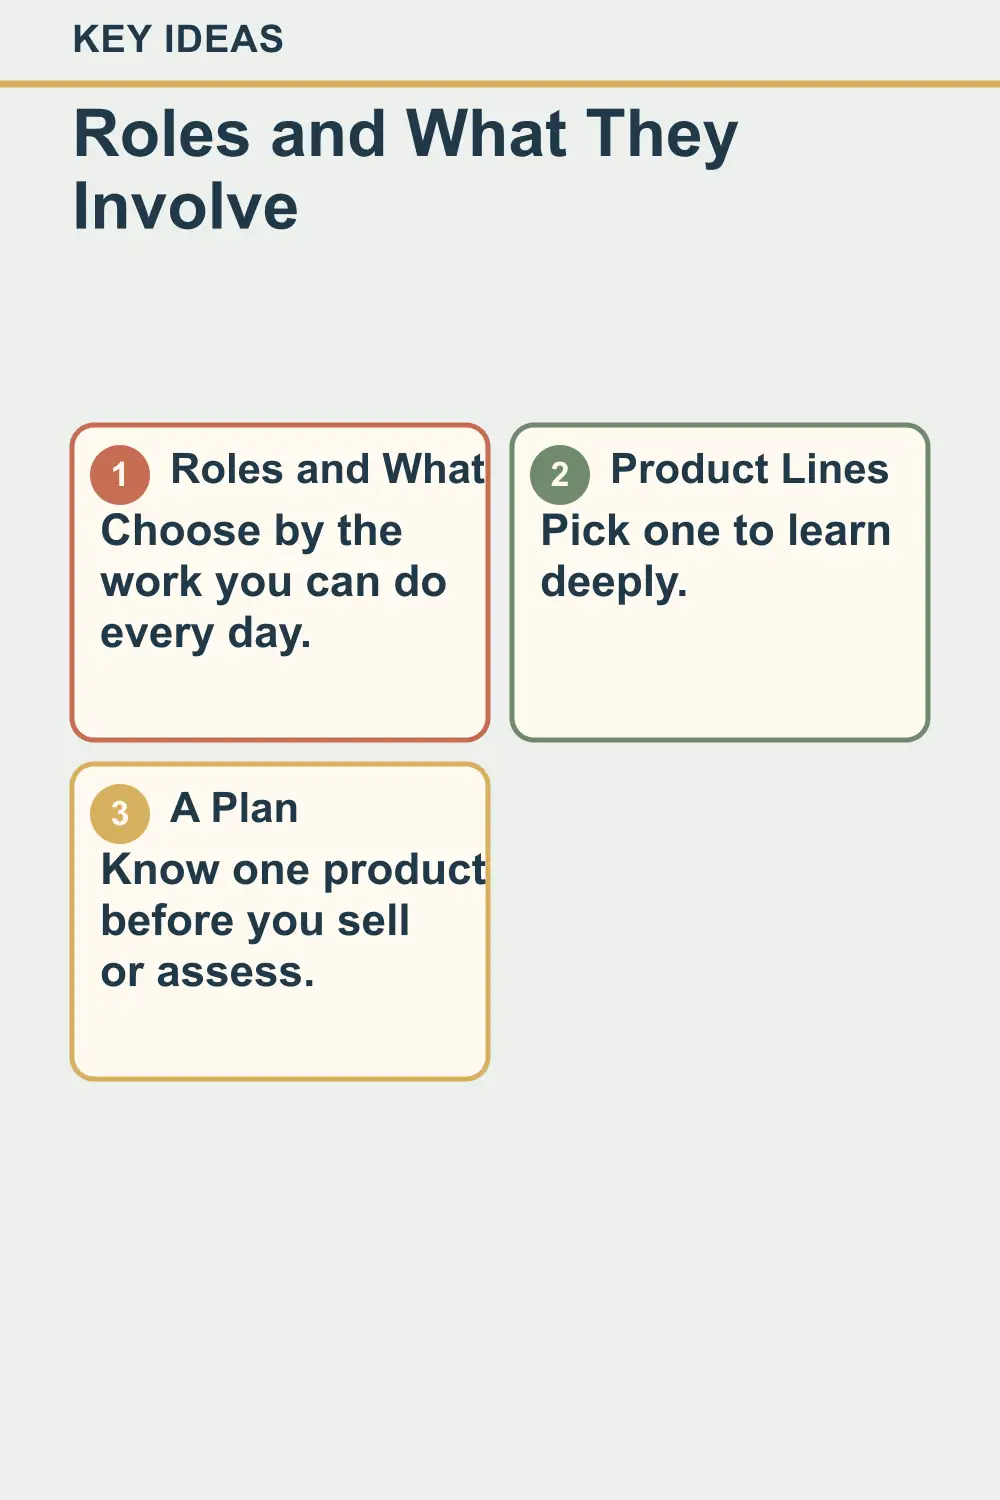 KEY IDEAS
Roles and What They
Involve
1
Roles and What
Choose by the
work you can do
every day.
2
Product Lines
Pick one to learn
deeply.
3
A Plan
Know one product
before you sell
or assess.